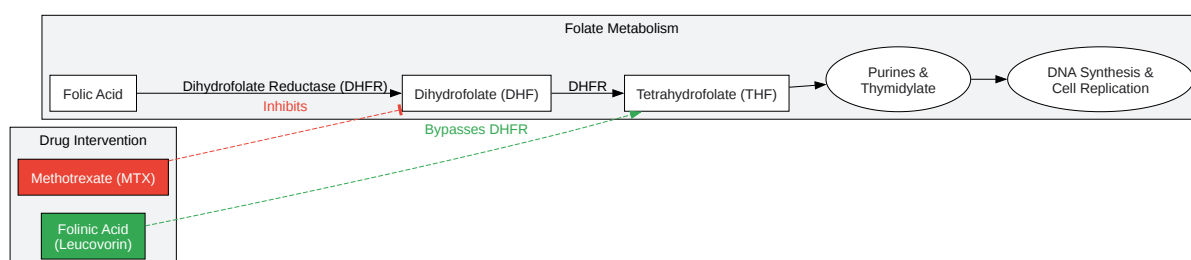 Folate Metabolism
Folic Acid
Dihydrofolate Reductase (DHFR)
Inhibits
Dihydrofolate (DHF)
DHFR
Tetrahydrofolate (THF)
Purines &
Thymidylate
DNA Synthesis &
Cell Replication
Bypasses DHFR
Drug Intervention
Methotrexate (MTX)
Folinic Acid
(Leucovorin)